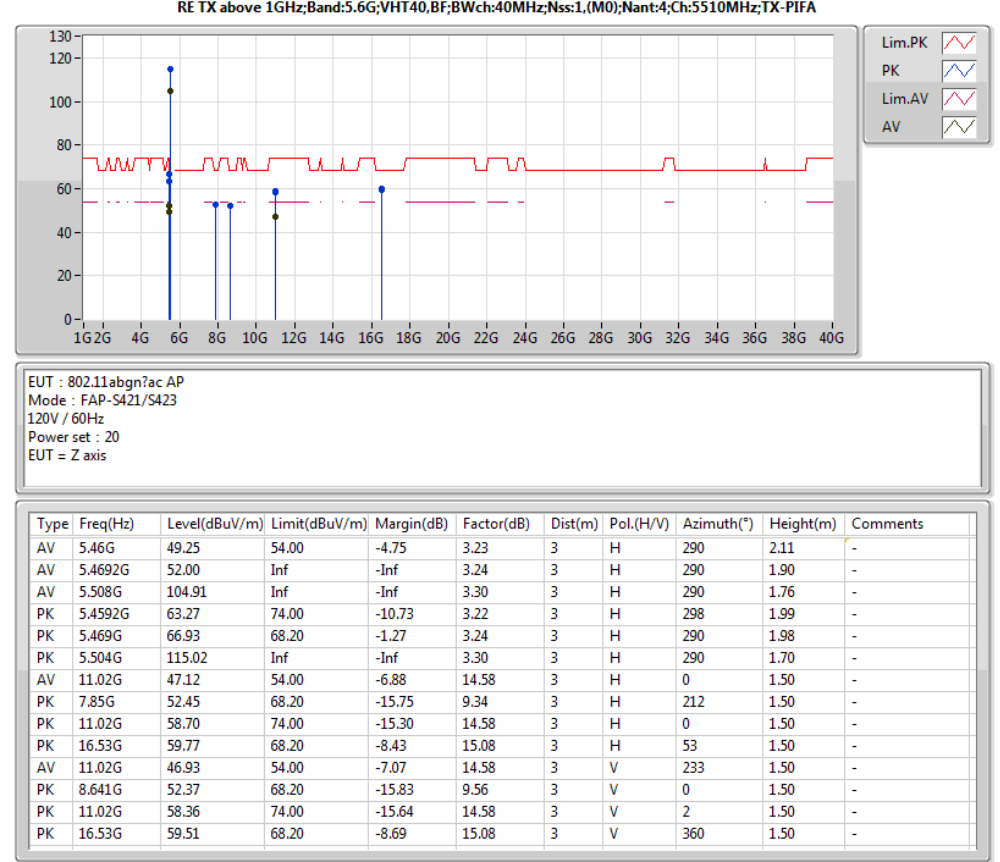 RE TX above 1GHz;Band:5.6G;VHT40,BF;BWch:40MHz;Nss:1,(M0);Nant:4;Ch:5510MHz;TX-PIFA
130
120
100
80
60
40
20
0
1G 2G 4G 6G 8G 10G 12G 14G 16G 18G 20G 22G 24G 26G 28G 30G 32G 34G 36G 38G 40G
Lim.PK
PK
Lim.AV
AV
EUT : 802.11abgn?ac AP
Mode : FAP-S421/S423
120V / 60Hz
Power set : 20
EUT = Z axis
Type Freq(Hz) Level(dBuV/m) Limit(dBuV/m) Margin(dB) Factor(dB) Dist(m) Pol.(H/V) Azimuth(°) Height(m) Comments
AV 5.46G 49.25 54.00 -4.75 3.23 3 H 290 2.11 -
AV 5.4692G 52.00 Inf -Inf 3.24 3 H 290 1.90 -
AV 5.508G 104.91 Inf -Inf 3.30 3 H 290 1.76 -
PK 5.4592G 63.27 74.00 -10.73 3.22 3 H 298 1.99 -
PK 5.469G 66.93 68.20 -1.27 3.24 3 H 290 1.98 -
PK 5.504G 115.02 Inf -Inf 3.30 3 H 290 1.70 -
AV 11.02G 47.12 54.00 -6.88 14.58 3 H 0 1.50 -
PK 7.85G 52.45 68.20 -15.75 9.34 3 H 212 1.50 -
PK 11.02G 58.70 74.00 -15.30 14.58 3 H 0 1.50 -
PK 16.53G 59.77 68.20 -8.43 15.08 3 H 53 1.50 -
AV 11.02G 46.93 54.00 -7.07 14.58 3 V 233 1.50 -
PK 8.641G 52.37 68.20 -15.83 9.56 3 V 0 1.50 -
PK 11.02G 58.36 74.00 -15.64 14.58 3 V 2 1.50 -
PK 16.53G 59.51 68.20 -8.69 15.08 3 V 360 1.50 -